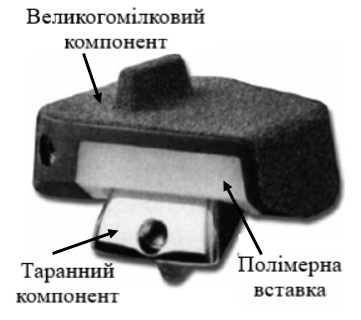 Великогомілковий
компонент
Таранний
компонент
Полімерна
вставка